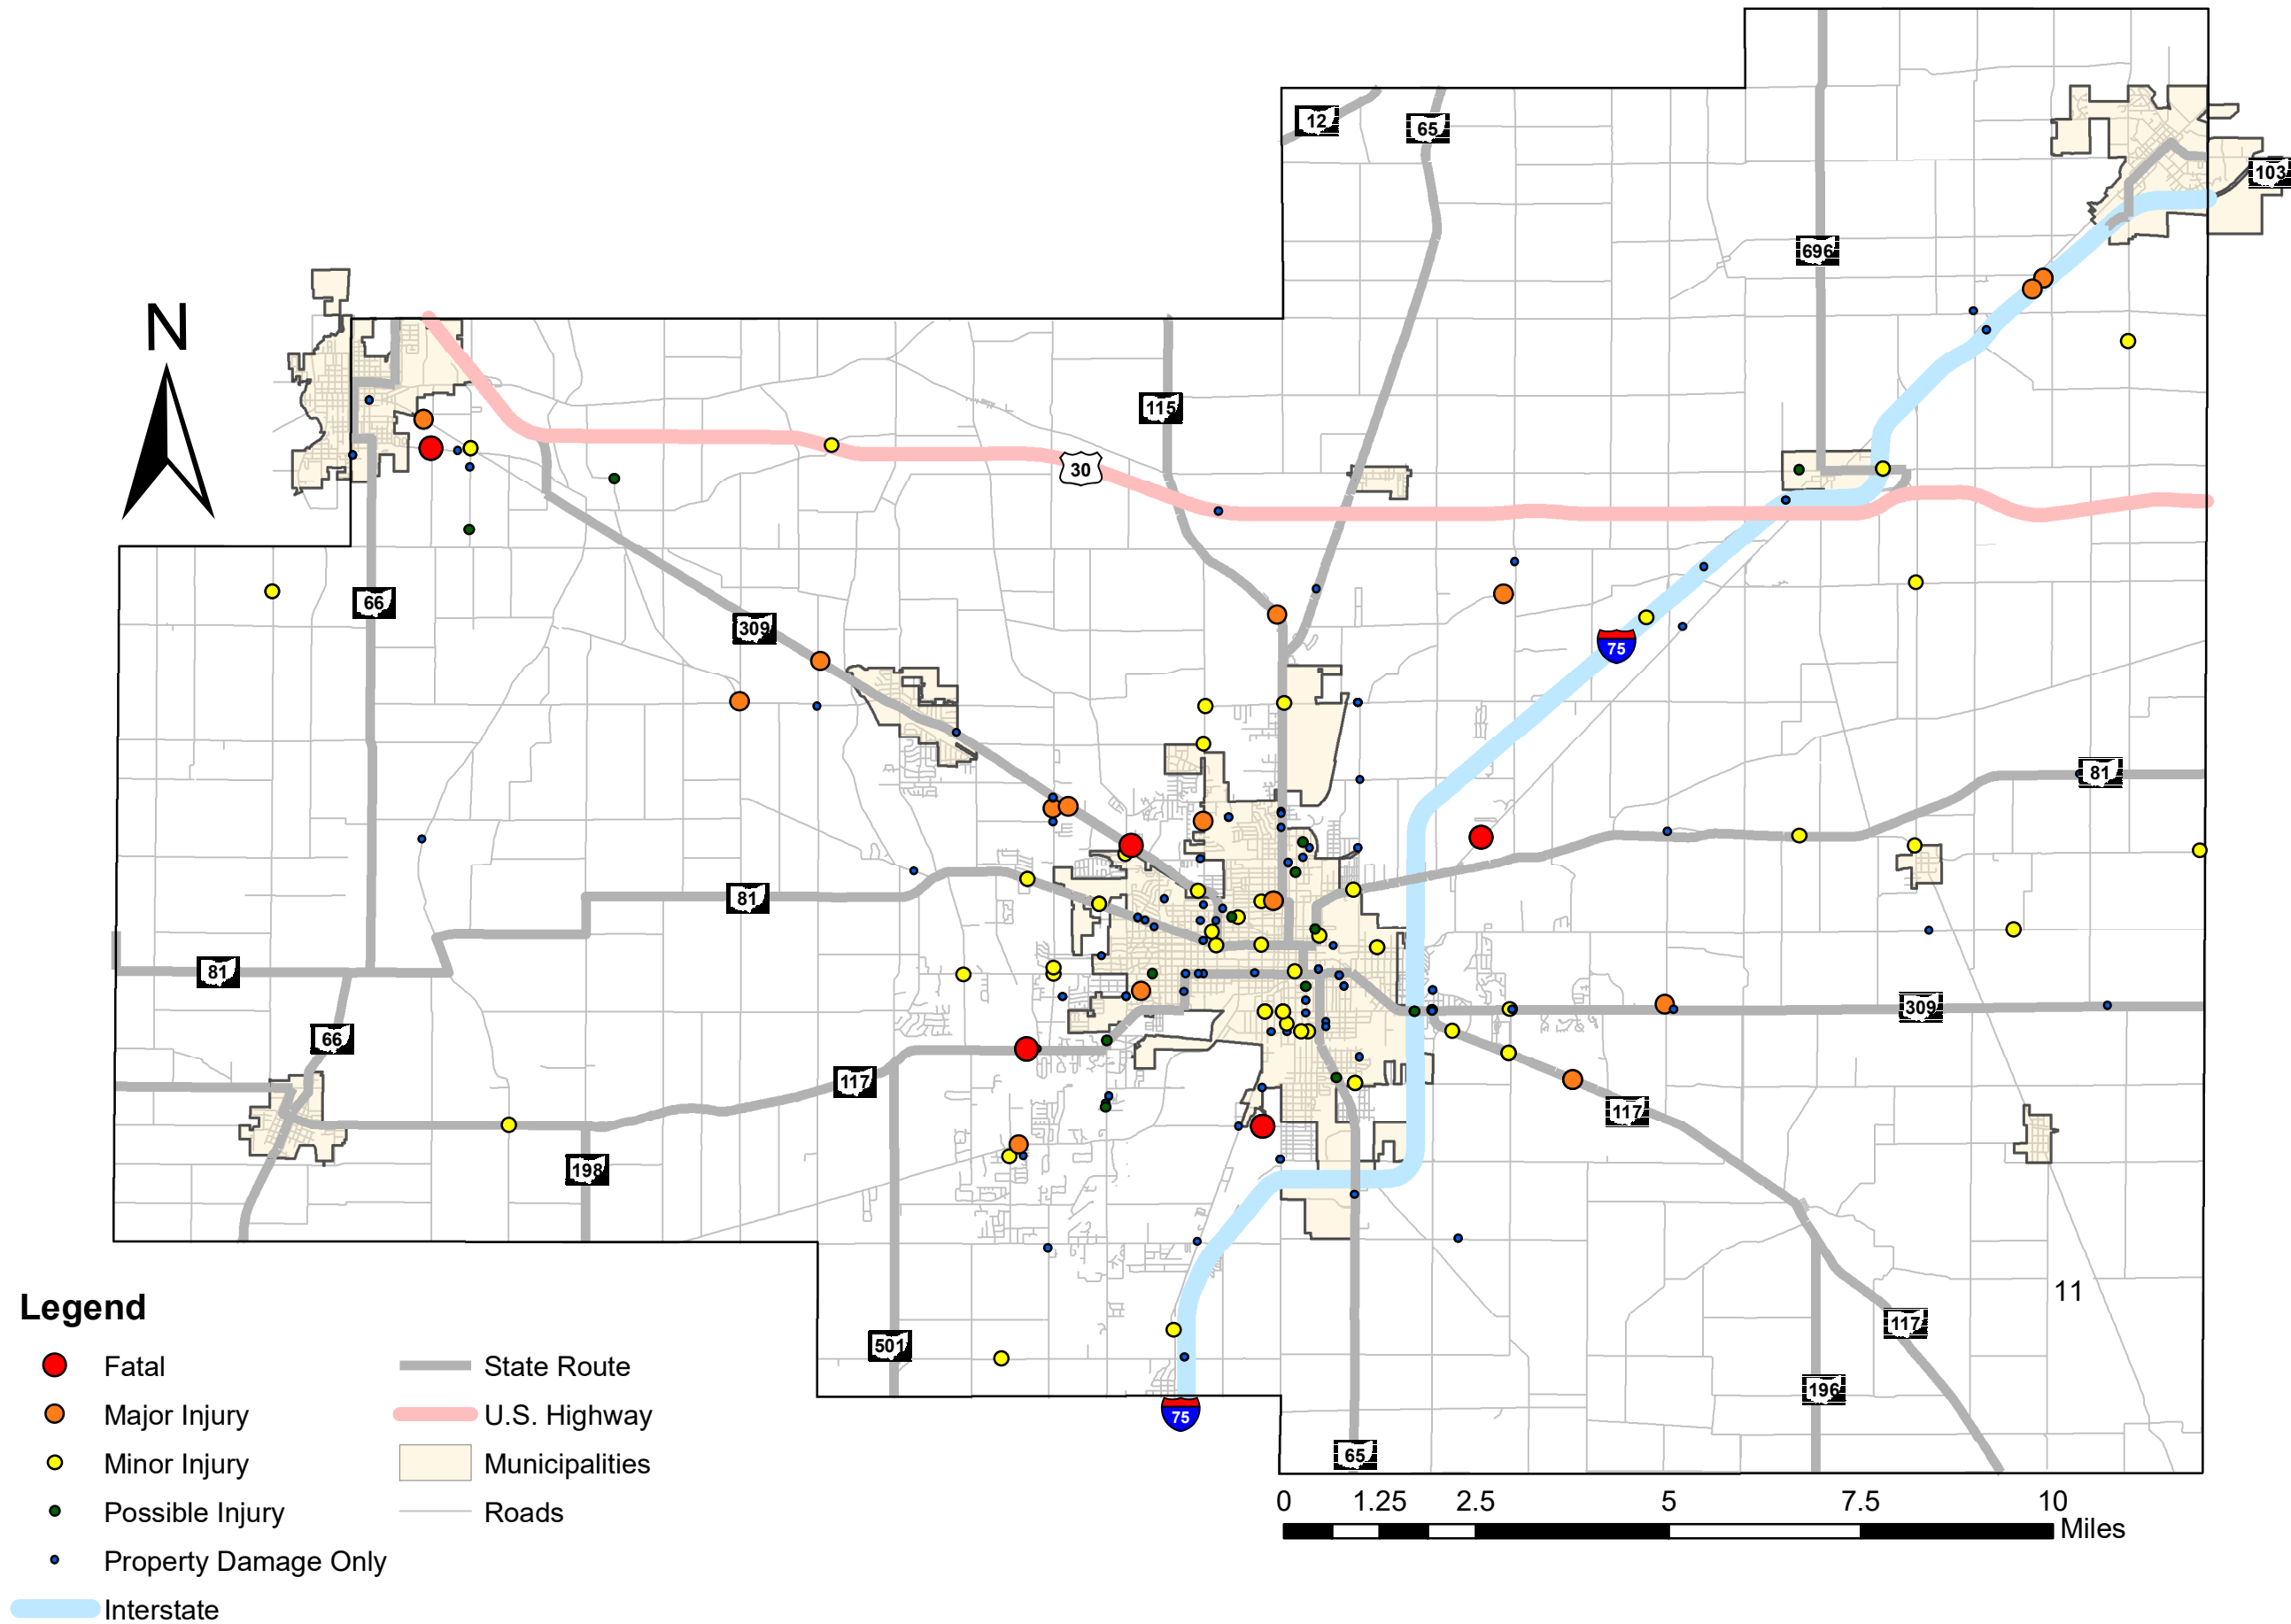 12
65
103
696
N
115
30
66
309
75
81
81
81
309
66
117
117
198
11
117
501
196
75
65
Legend
Fatal
Major Injury
Minor Injury
Possible Injury
Property Damage Only
Interstate
State Route
U.S. Highway
Municipalities
Roads
0 1.25 2.5 5 7.5 10
Miles